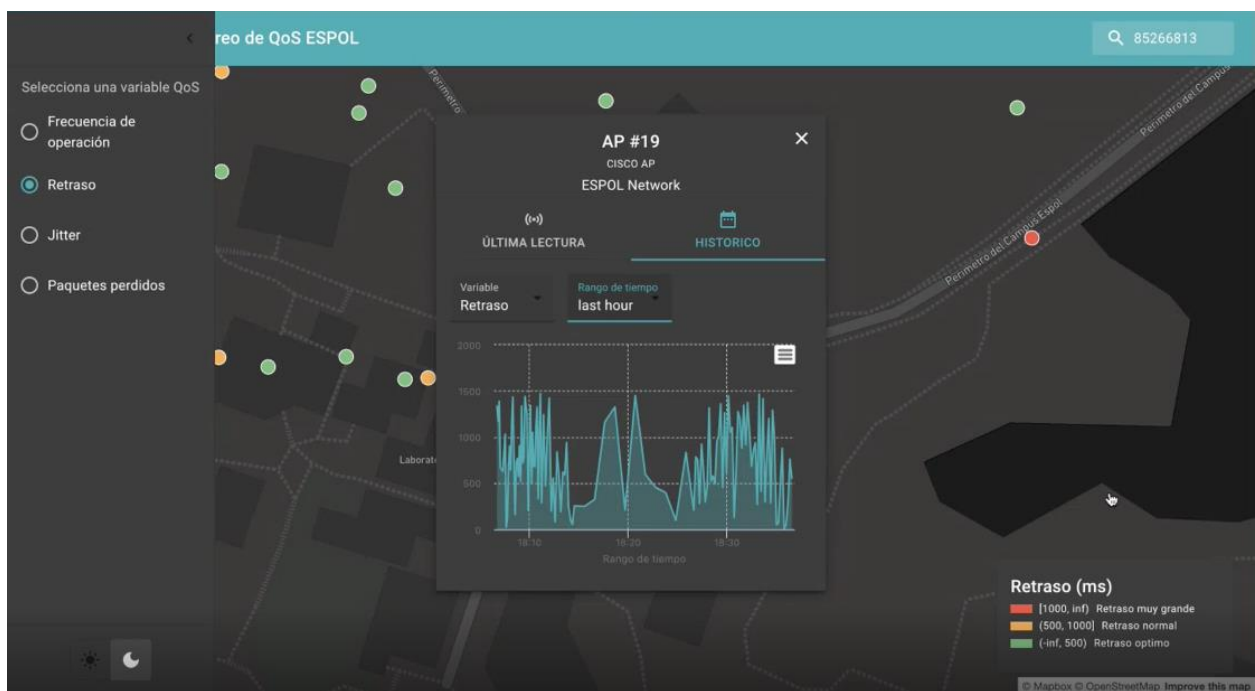 reo de QoS ESPOL
85266813
Selecciona una variable QoS
Frecuencia de
operación
Retraso
Jitter
Paquetes perdidos
Perimetro
Perimetro del Campus
Perimetro del Campus Espol
Laborato
AP #19
CISCO AP
ESPOL Network
ÚLTIMA LECTURA
HISTORICO
Variable
Retraso
Rango de tiempo
last hour
2000
1500
1000
500
0
18:10
18:20
18:30
Rango de tiempo
Retraso (ms)
[1000, inf) Retraso muy grande
(500, 1000] Retraso normal
(-inf, 500) Retraso optimo
© Mapbox © OpenStreetMap Improve this map